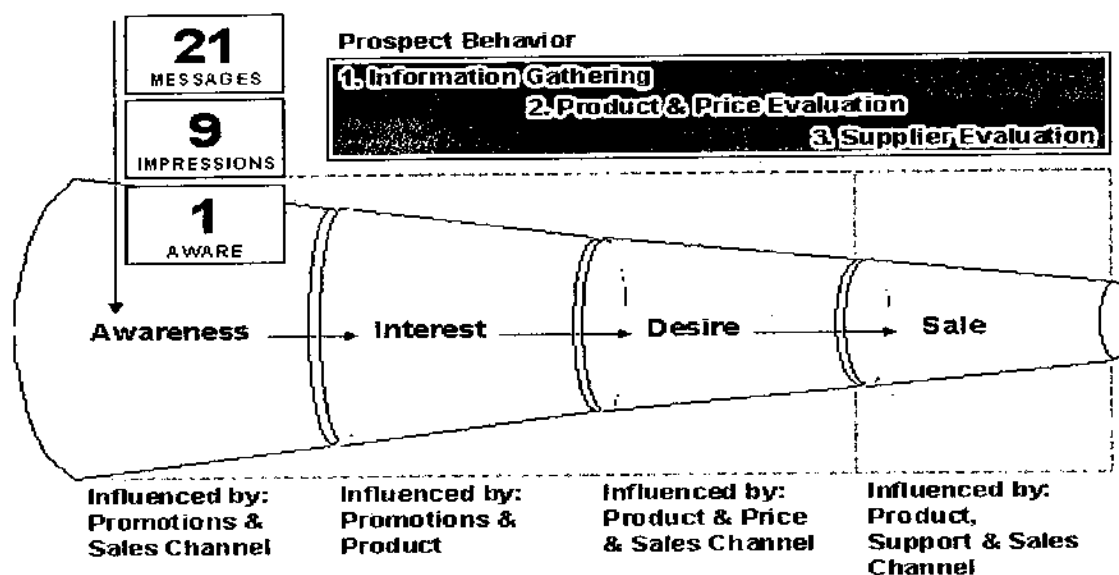 21
MESSAGES
9
IMPRESSIONS
1
AWARE
Prospect Behavior
1. Information Gathering
2. Product & Price Evaluation
3. Supplier Evaluation
Awareness
Interest
Desire
Sale
Influenced by:
Promotions &
Sales Channel
Influenced by:
Promotions &
Product
Influenced by:
Product & Price
& Sales Channel
Influenced by:
Product,
Support & Sales
Channel